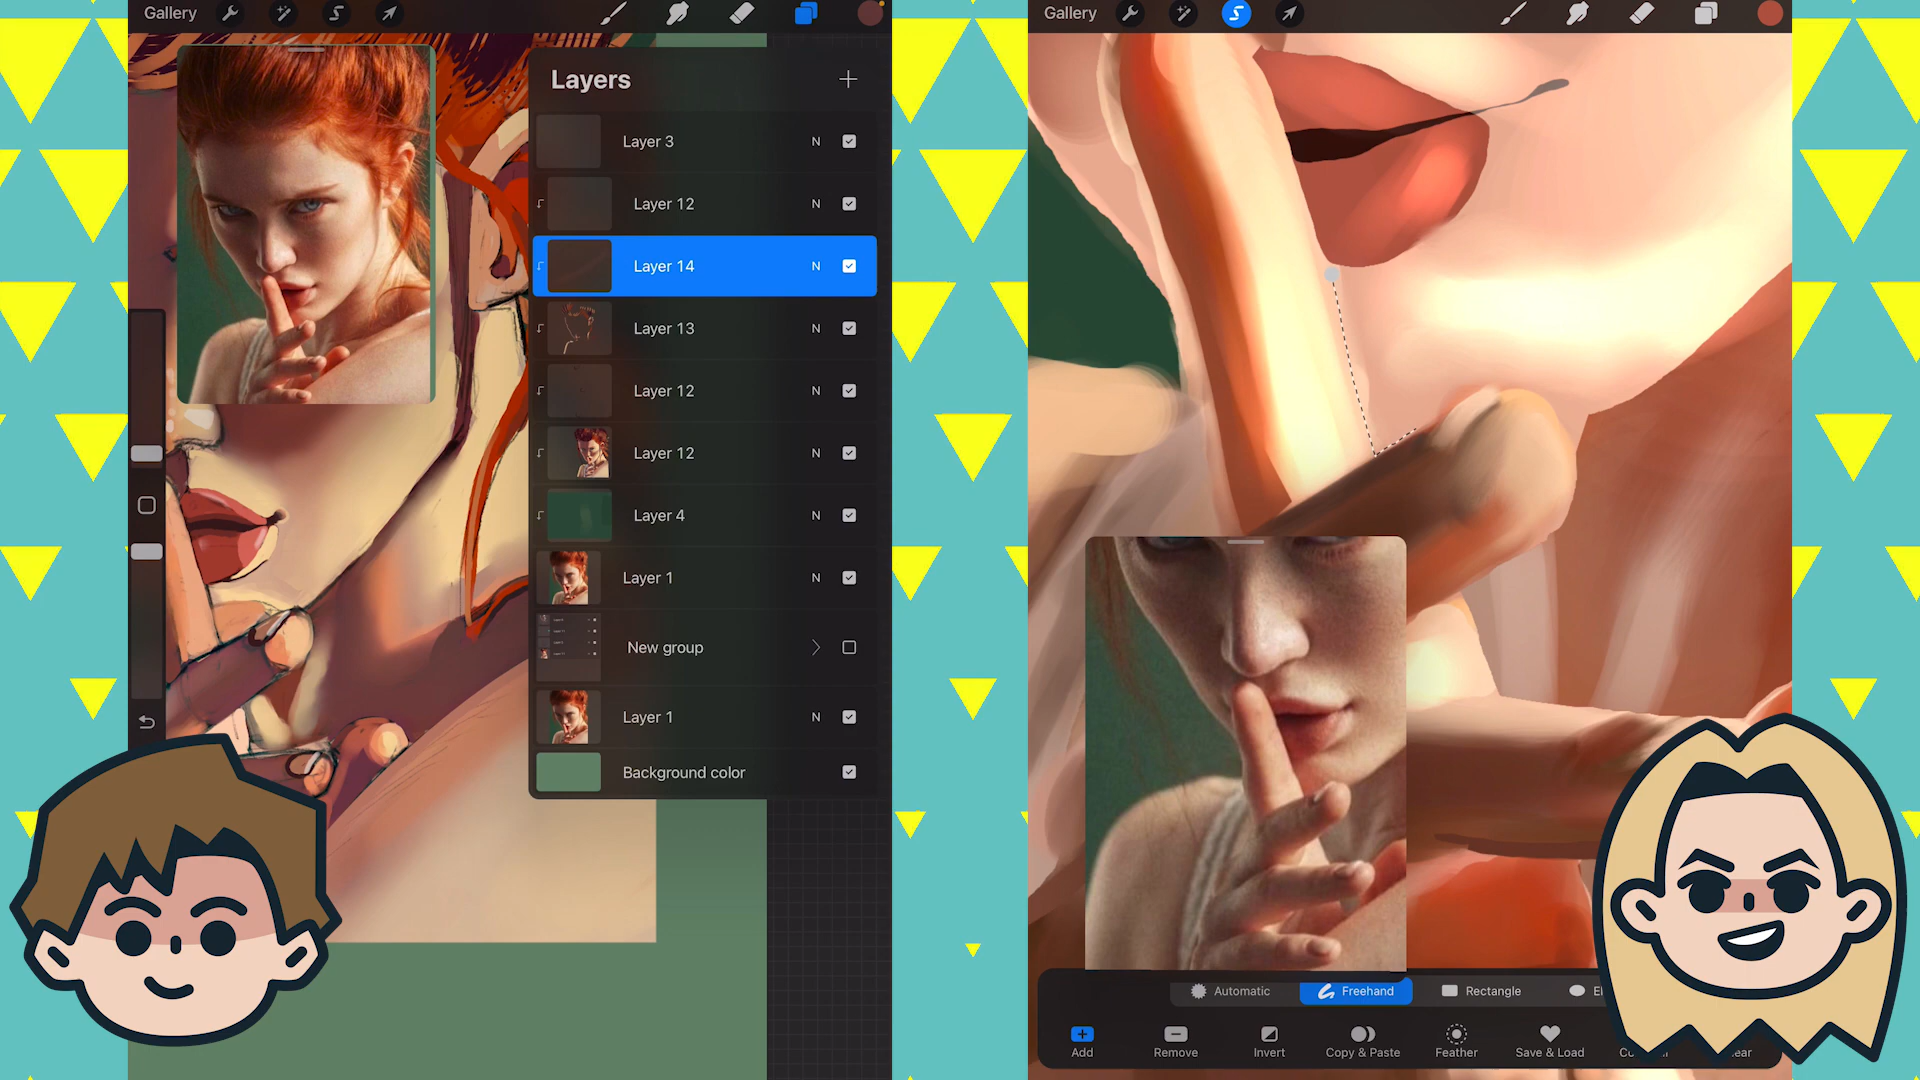 Gallery
Layers
Layer 3 N
Layer 12 N
Layer 14 N
Layer 13 N
Layer 12 N
Layer 12 N
Layer 4 N
Layer 1 N
New group
Layer 1 N
Background color
Gallery
Automatic Freehand Rectangle
Add Remove Invert Copy & Paste Feather Save & Load